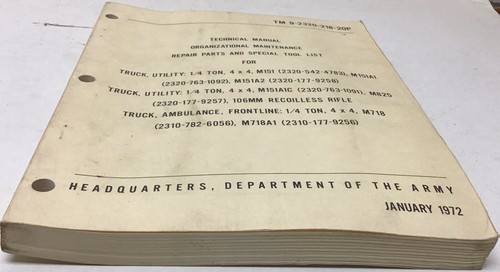 TM 9-2320-218-20P
TECHNICAL MANUAL
ORGANIZATIONAL MAINTENANCE
REPAIR PARTS AND SPECIAL TOOL LIST
FOR
TRUCK, UTILITY: 1/4 TON, 4 x 4, M151 (2320-542-4783), M151A1
(2320-763-1092), M151A2 (2320-177-9258)
TRUCK, UTILITY: 1/4 TON, 4 x 4, M151A1C (2320-763-1091), M825
(2320-177-9257), 106MM RECOILLESS RIFLE
TRUCK, AMBULANCE, FRONTLINE: 1/4 TON, 4 x 4, M718
(2310-782-6056), M718A1 (2310-177-9256)
HEADQUARTERS, DEPARTMENT OF THE ARMY
JANUARY 1972